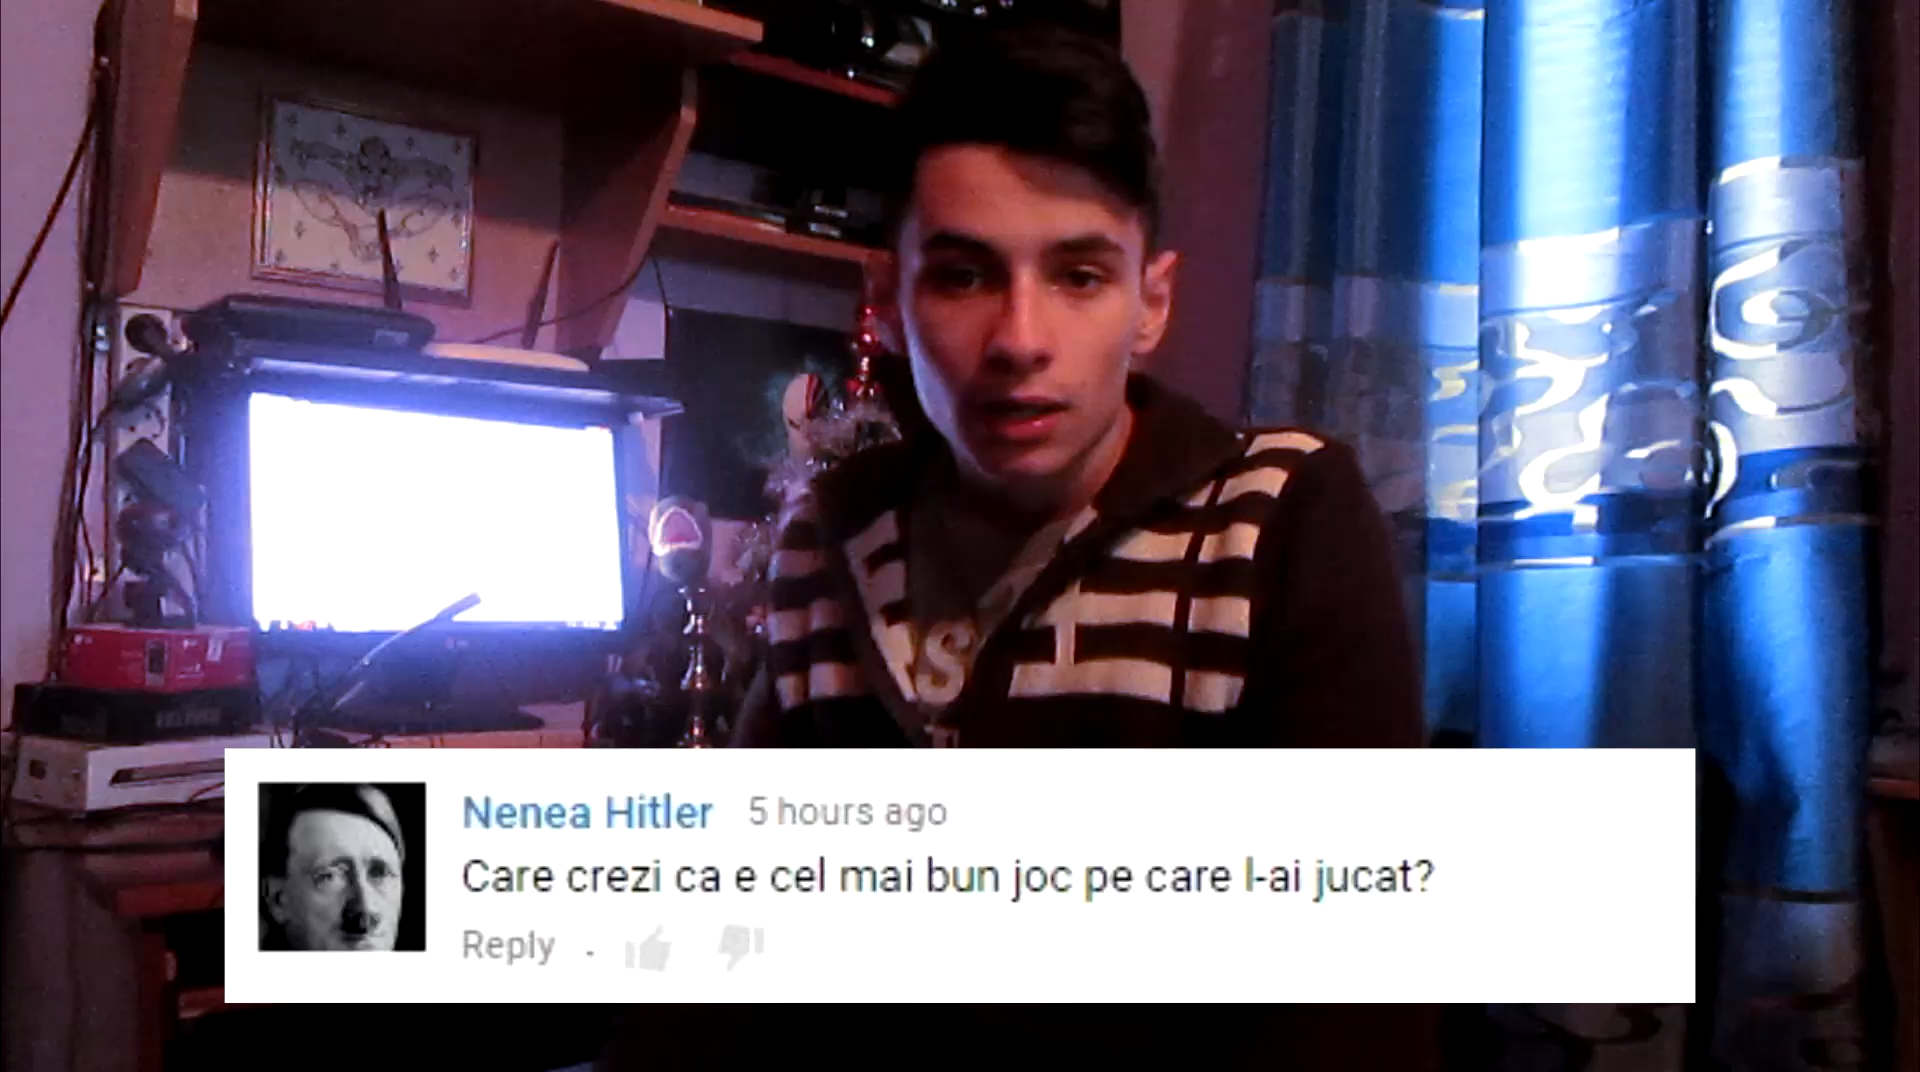 Nenea Hitler 5 hours ago
Care crezi ca e cel mai bun joc pe care l-ai jucat?
Reply .